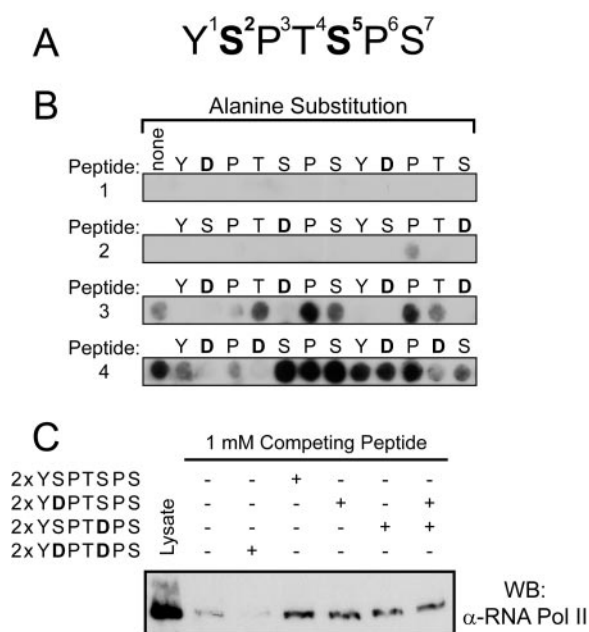 A
Y¹S²P³T⁴S⁵P⁶S⁷
B
Alanine Substitution
none
Peptide: Y D P T S P S Y D P T S
1
Peptide: Y S P T D P S Y S P T D
2
Peptide: Y D P T D P S Y D P T D
3
Peptide: Y D P D S P S Y D P D S
4
C
1 mM Competing Peptide
Lysate
2xYSPTSPS - - + - - -
2xYDPTSPS - - - + - +
2xYSPTDPS - - - - + +
2xYDPTDPS - + - - - -
WB:
α-RNA Pol II